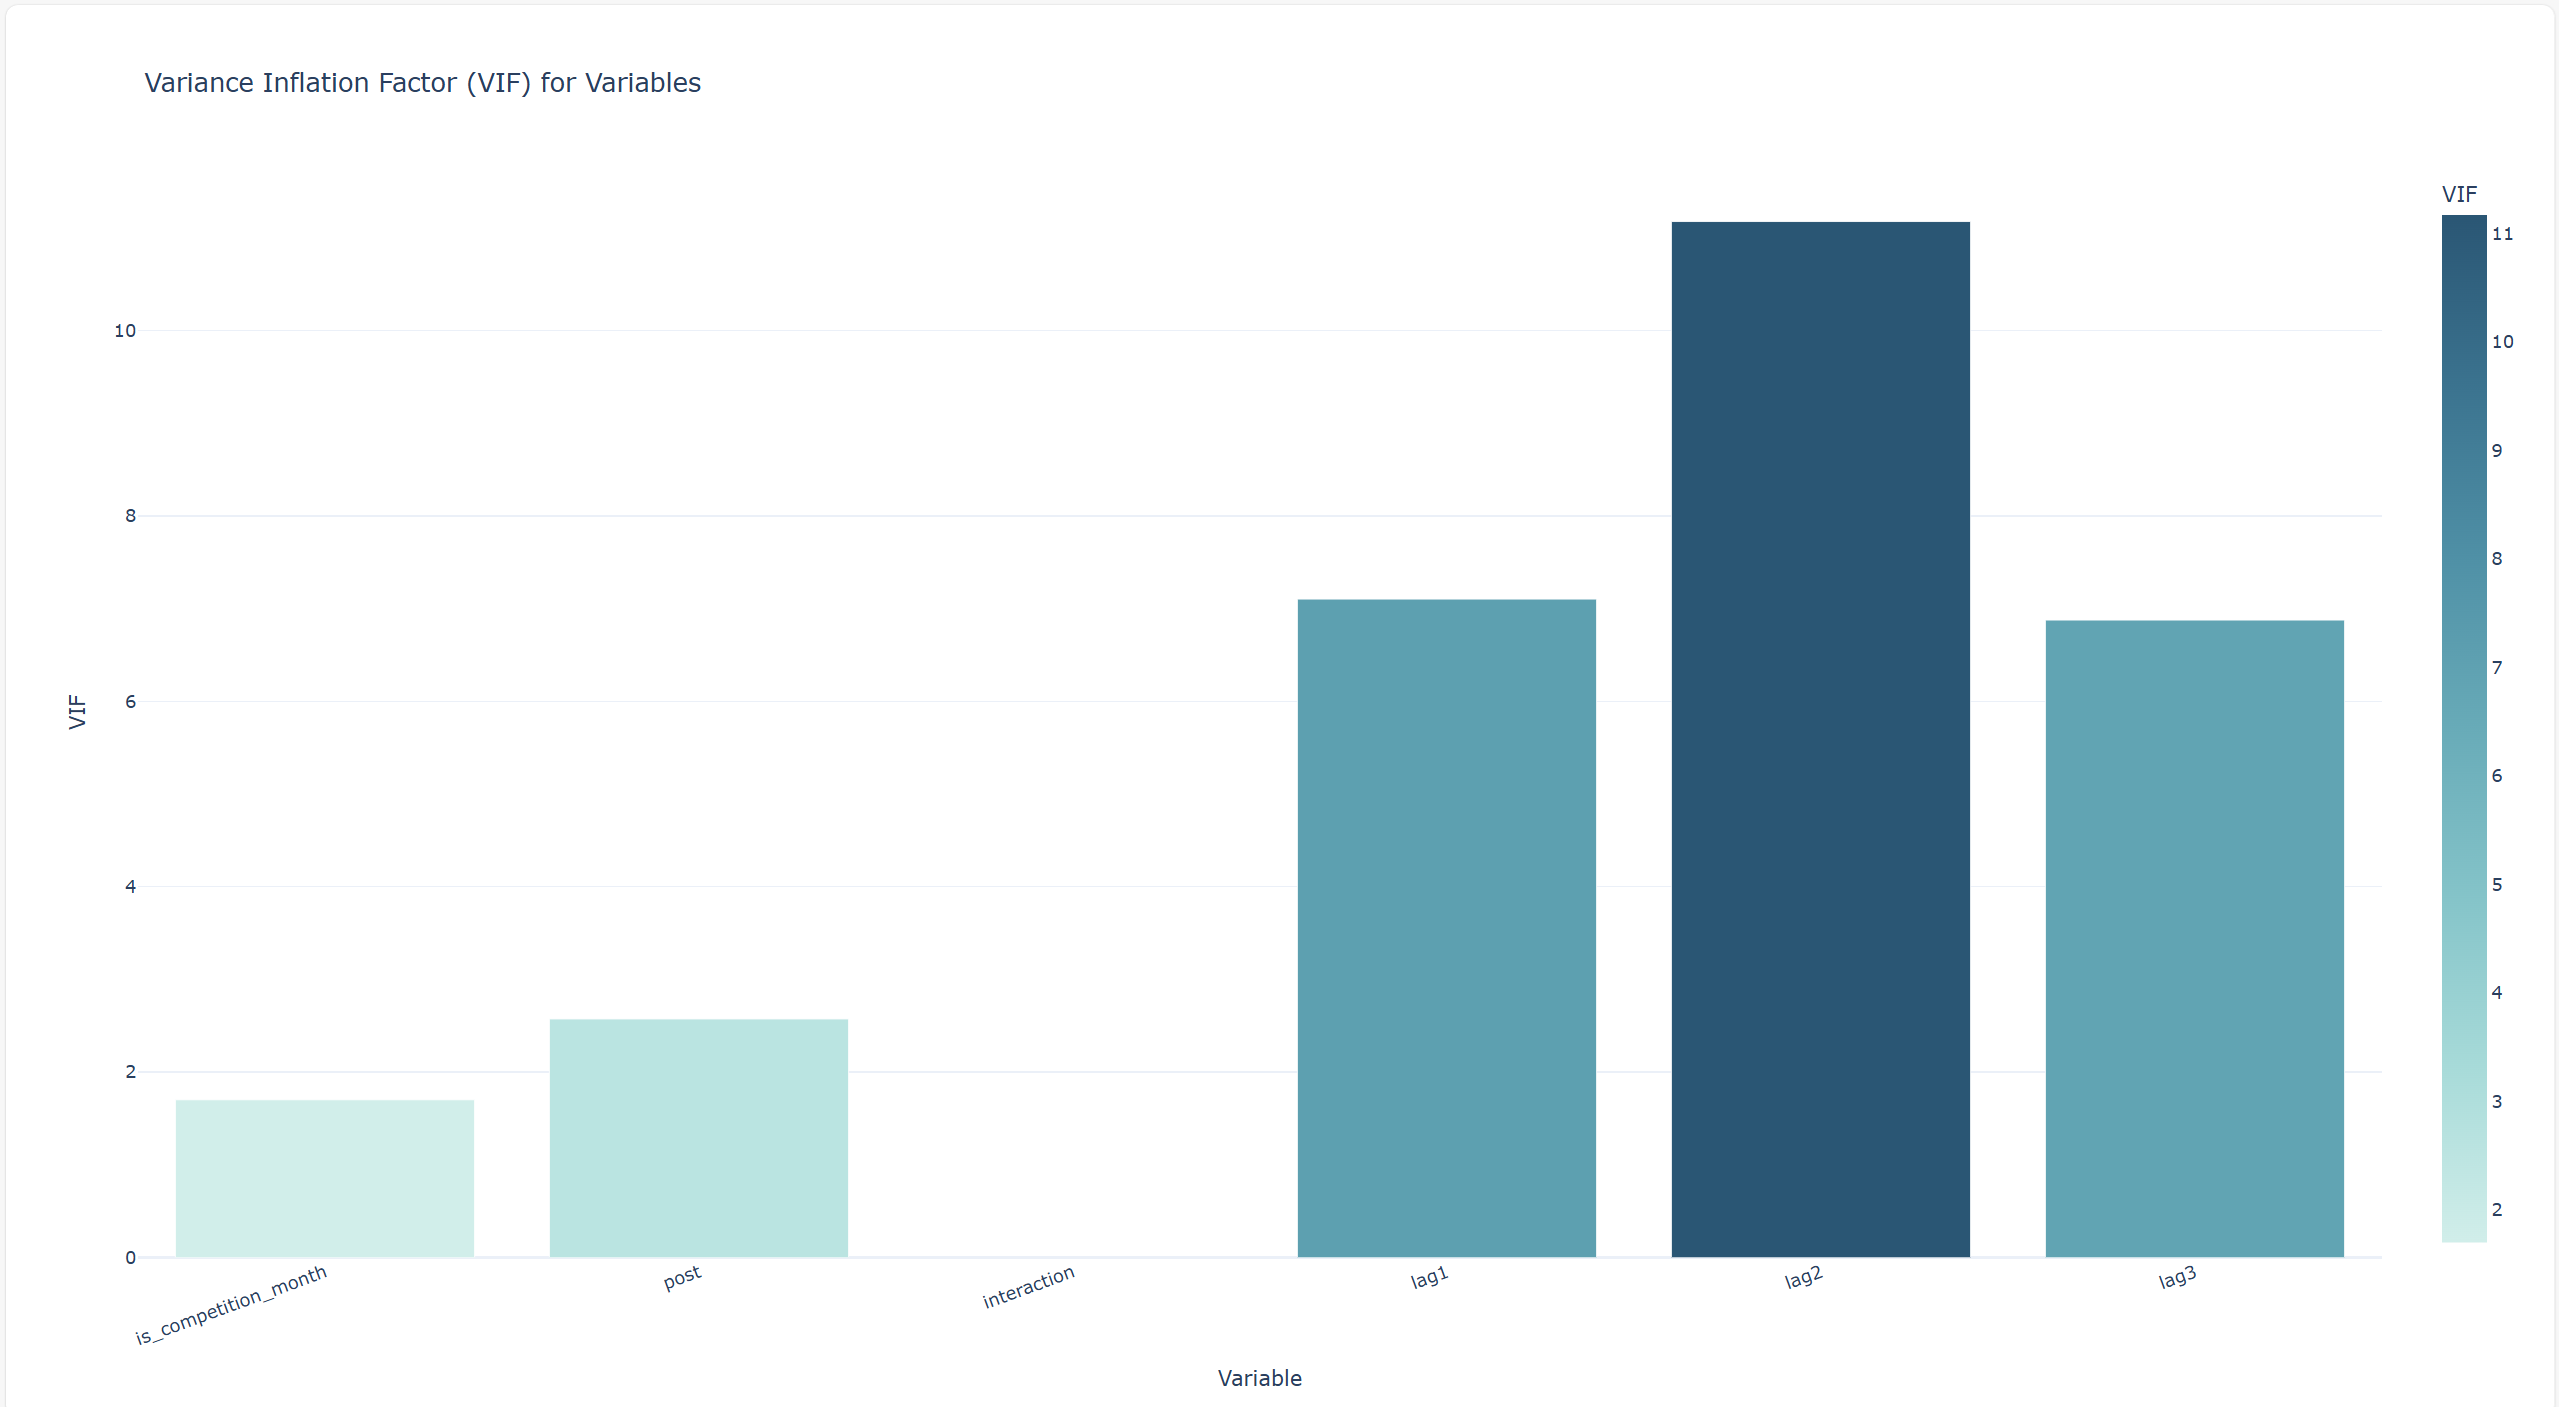 Variance Inflation Factor (VIF) for Variables
VIF
11
10
9
8
7
6
5
4
3
2
VIF
10
8
6
4
2
0
is_competition_month
post
interaction
lag1
lag2
lag3
Variable